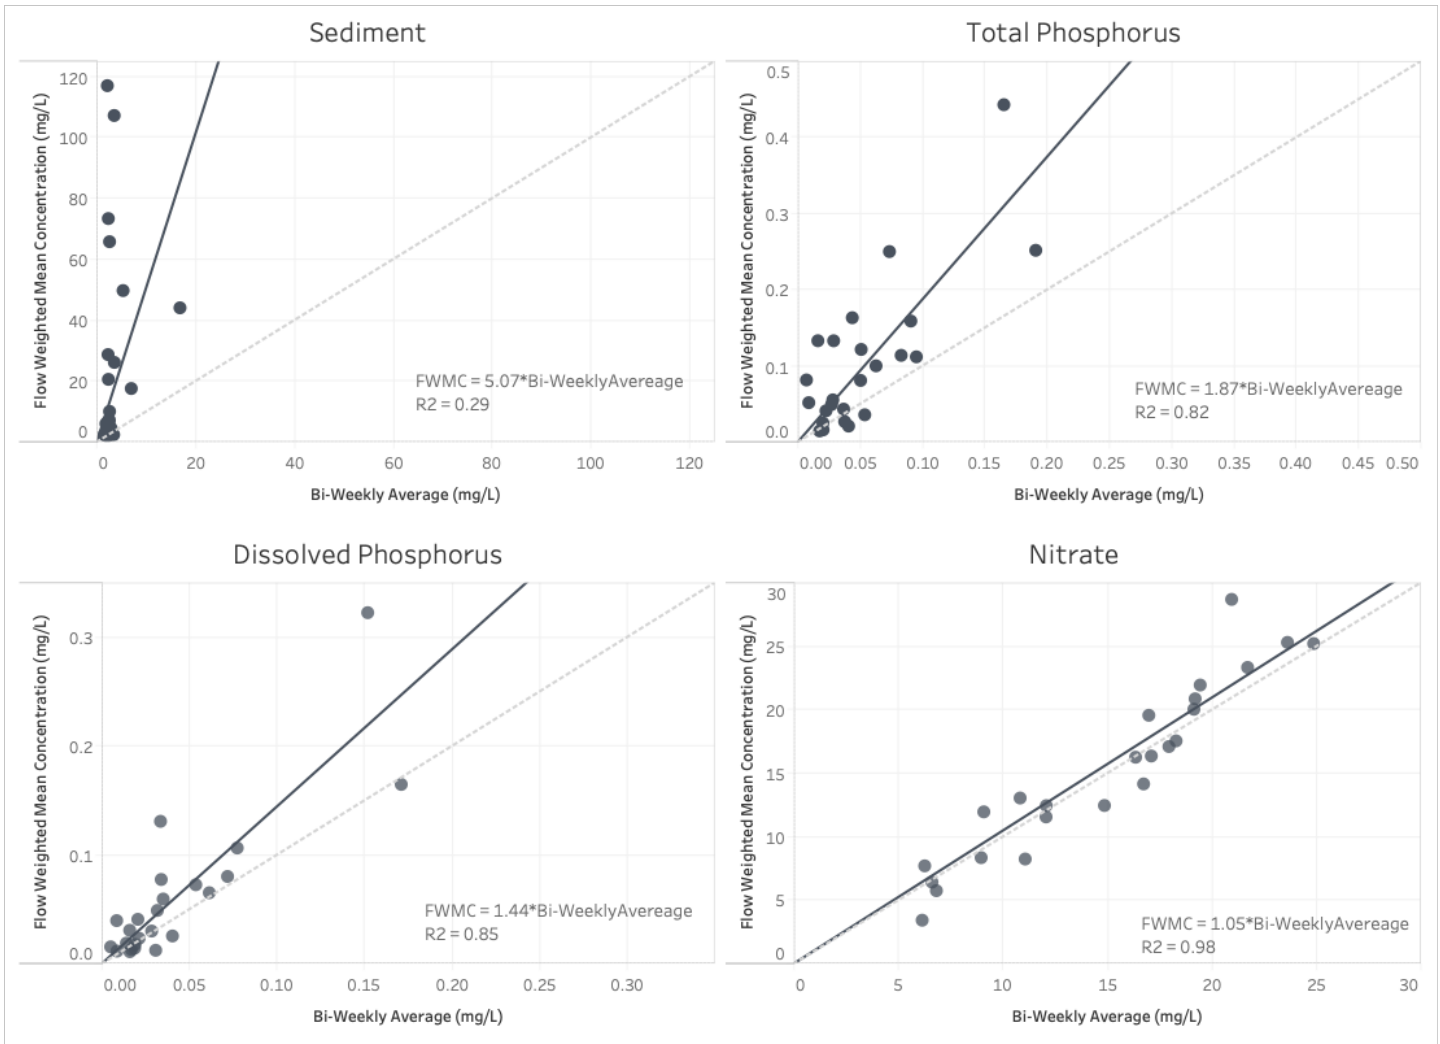 Sediment
Flow Weighted Mean Concentration (mg/L)
120
100
80
60
40
20
0
FWMC = 5.07*Bi-WeeklyAvereage
R2 = 0.29
0 20 40 60 80 100 120
Bi-Weekly Average (mg/L)
Total Phosphorus
Flow Weighted Mean Concentration (mg/L)
0.5
0.4
0.3
0.2
0.1
0.0
FWMC = 1.87*Bi-WeeklyAvereage
R2 = 0.82
0.00 0.05 0.10 0.15 0.20 0.25 0.30 0.35 0.40 0.45 0.50
Bi-Weekly Average (mg/L)
Dissolved Phosphorus
Flow Weighted Mean Concentration (mg/L)
0.3
0.2
0.1
0.0
FWMC = 1.44*Bi-WeeklyAvereage
R2 = 0.85
0.00 0.05 0.10 0.15 0.20 0.25 0.30
Bi-Weekly Average (mg/L)
Nitrate
Flow Weighted Mean Concentration (mg/L)
30
25
20
15
10
5
0
FWMC = 1.05*Bi-WeeklyAvereage
R2 = 0.98
0 5 10 15 20 25 30
Bi-Weekly Average (mg/L)